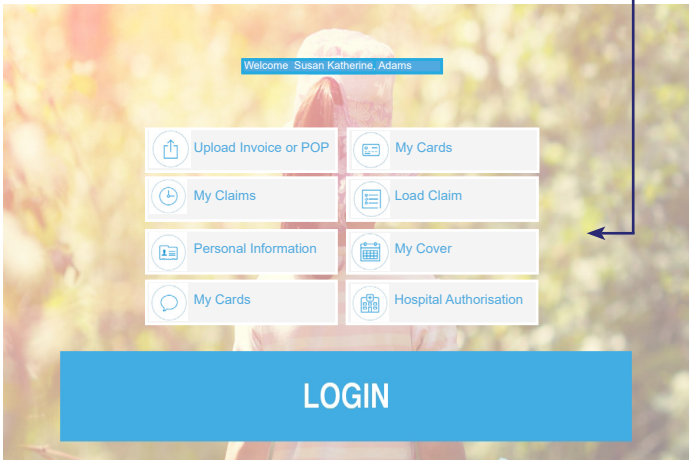 Welcome Susan Katherine, Adams
Upload Invoice or POP
My Cards
My Claims
Load Claim
Personal Information
My Cover
My Cards
Hospital Authorisation
LOGIN